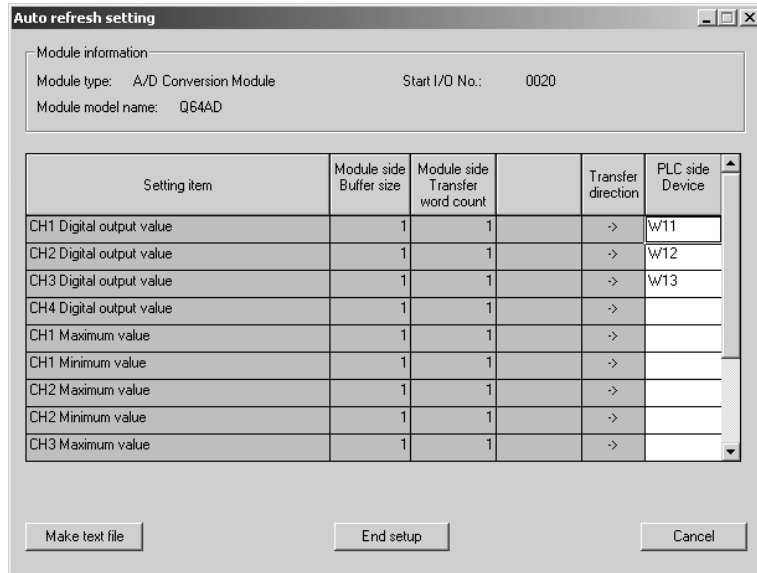 Auto refresh setting
Module information
Module type: A/D Conversion Module Start I/O No.: 0020
Module model name: Q64AD
Setting item Module side Buffer size Module side Transfer word count Transfer direction PLC side Device
CH1 Digital output value 1 1 -> W11
CH2 Digital output value 1 1 -> W12
CH3 Digital output value 1 1 -> W13
CH4 Digital output value 1 1 ->
CH1 Maximum value 1 1 ->
CH1 Minimum value 1 1 ->
CH2 Maximum value 1 1 ->
CH2 Minimum value 1 1 ->
CH3 Maximum value 1 1 ->
Make text file End setup Cancel